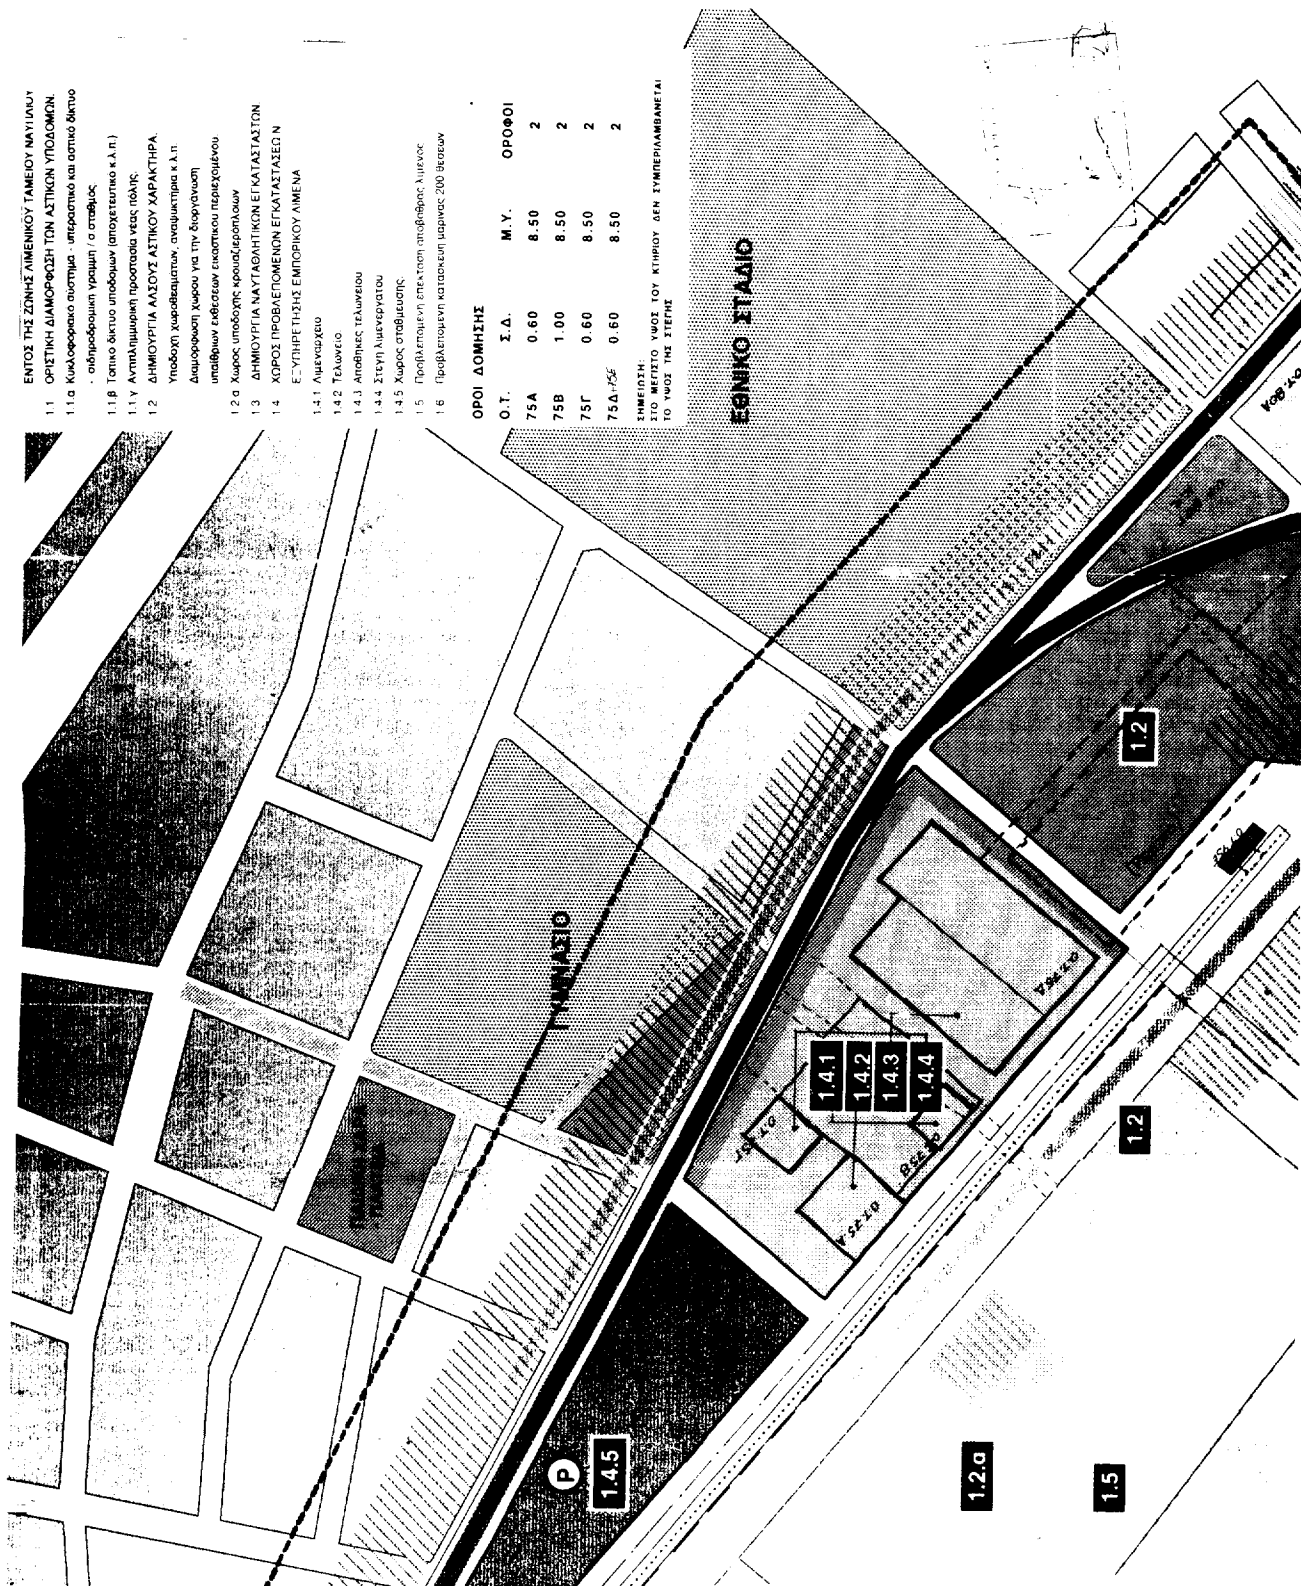 ΕΝΤΟΣ ΤΗΣ ΖΩΝΗΣ ΛΙΜΕΝΙΚΟΥ ΤΑΜΕΙΟΥ ΝΑΥΠΛΙΟΥ
1.1 ΟΡΙΣΤΙΚΗ ΔΙΑΜΟΡΦΩΣΗ ΤΩΝ ΑΣΤΙΚΩΝ ΥΠΟΔΟΜΩΝ.
1.1.α Κυκλοφοριακό σύστημα - υπεραστικό και αστικό δίκτυο
- σιδηροδρομική γραμμή / ο σταθμός
1.1.β Τοπικό δίκτυο υποδομών (αποχετευτικό κ.λ.π.)
1.1.γ Αντιπλημμυρική προστασία νέας πόλης.
1.2 ΔΗΜΙΟΥΡΓΙΑ ΑΛΣΟΥΣ ΑΣΤΙΚΟΥ ΧΑΡΑΚΤΗΡΑ.
Υποδοχή χωροθεμάτων, αναψυκτήρια κ.λ.π.
Διαμόρφωση χώρου για την διοργάνωση
υπαίθριων εκθέσεων εικαστικού περιεχομένου.
1.2.α Χώρος υποδοχής κρουαζιεροπλοίων
1.3 ΔΗΜΙΟΥΡΓΙΑ ΝΑΥΤΑΘΛΗΤΙΚΩΝ ΕΓΚΑΤΑΣΤΑΣΤΩΝ
1.4 ΧΩΡΟΣ ΠΡΟΒΛΕΠΟΜΕΝΩΝ ΕΓΚΑΤΑΣΤΑΣΕΩΝ
ΕΞΥΠΗΡΕΤΗΣΗΣ ΕΜΠΟΡΙΚΟΥ ΛΙΜΕΝΑ
1.4.1 Λιμεναρχείο
1.4.2 Τελωνείο
1.4.3 Αποθήκες τελωνείου
1.4.4 Στέγη λιμενεργάτου
1.4.5 Χώρος στάθμευσης
1.5 Προβλεπόμενη επέκταση αποβάθρας λιμένος
1.6 Προβλεπόμενη κατασκευή μαρίνας 200 θέσεων
ΟΡΟΙ ΔΟΜΗΣΗΣ
Ο.Τ. Σ.Δ. Μ.Υ. ΟΡΟΦΟΙ
75Α 0.60 8.50 2
75Β 1.00 8.50 2
75Γ 0.60 8.50 2
75Δ+75Ε 0.60 8.50 2
ΣΗΜΕΙΩΣΗ:
ΣΤΟ ΜΕΓΙΣΤΟ ΥΨΟΣ ΤΟΥ ΚΤΗΡΙΟΥ ΔΕΝ ΣΥΜΠΕΡΙΛΑΜΒΑΝΕΤΑΙ
ΤΟ ΥΨΟΣ ΤΗΣ ΣΤΕΓΗΣ
ΕΘΝΙΚΟ ΣΤΑΔΙΟ
ΓΥΜΝΑΣΙΟ
1.4.1
1.4.2
1.4.3
1.4.4
Ο.Τ. 75Α
75Β
Ο.Τ. 80Α
1.2
1.2
P
1.4.5
1.2.α
1.5